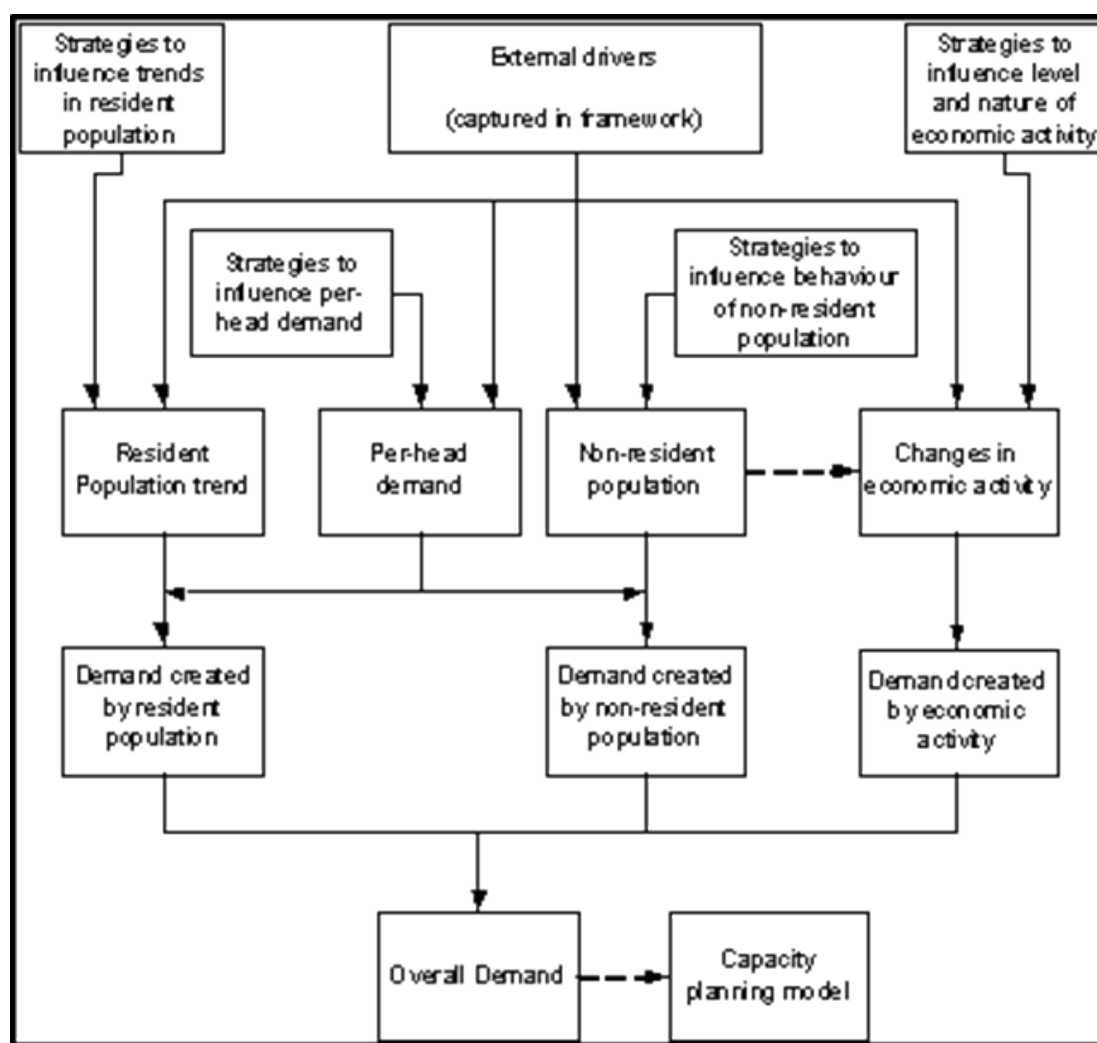 Strategies to
influence trends
in resident
population
External drivers
(captured in framework)
Strategies to
influence level
and nature of
economic activity
Strategies to
influence per-
head demand
Strategies to
influence behaviour
of non-resident
population
Resident
Population trend
Per-head
demand
Non-resident
population
Changes in
economic activity
Demand created
by resident
population
Demand created
by non-resident
population
Demand created
by economic
activity
Overall Demand
Capacity
planning model